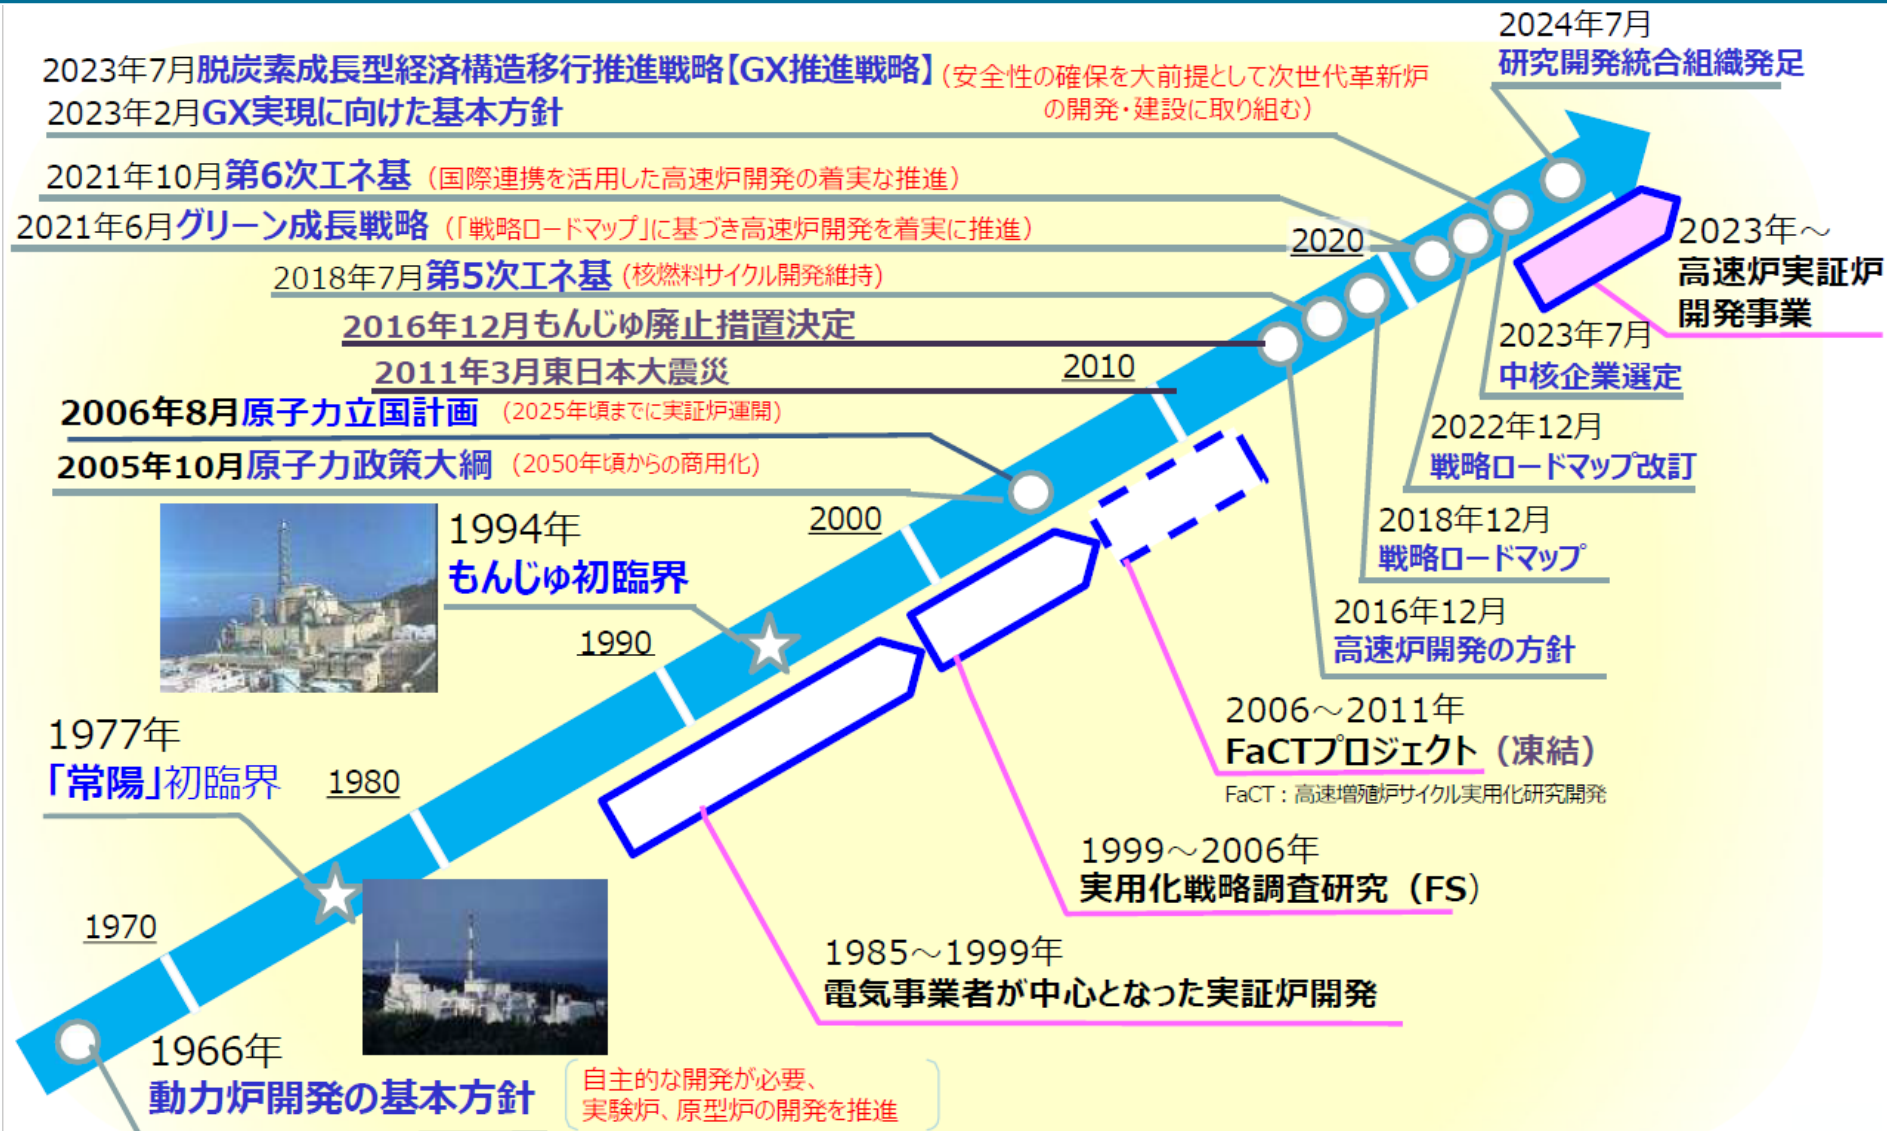 2024年7月
研究開発統合組織発足
2023年7月脱炭素成長型経済構造移行推進戦略【GX推進戦略】(安全性の確保を大前提として次世代革新炉
の開発・建設に取り組む)
2023年2月GX実現に向けた基本方針
2021年10月第6次エネ基（国際連携を活用した高速炉開発の着実な推進）
2021年6月グリーン成長戦略（「戦略ロードマップ」に基づき高速炉開発を着実に推進）
2020
2023年～
高速炉実証炉
開発事業
2018年7月第5次エネ基(核燃料サイクル開発維持)
2016年12月もんじゅ廃止措置決定
2023年7月
中核企業選定
2011年3月東日本大震災
2010
2006年8月原子力立国計画（2025年頃までに実証炉運開）
2022年12月
戦略ロードマップ改訂
2005年10月原子力政策大綱（2050年頃からの商用化）
2000
2018年12月
戦略ロードマップ
1994年
もんじゅ初臨界
2016年12月
高速炉開発の方針
1990
2006～2011年
FaCTプロジェクト（凍結）
FaCT：高速増殖炉サイクル実用化研究開発
1977年
「常陽」初臨界
1980
1999～2006年
実用化戦略調査研究（FS）
1970
1985～1999年
電気事業者が中心となった実証炉開発
1966年
動力炉開発の基本方針
自主的な開発が必要、
実験炉、原型炉の開発を推進